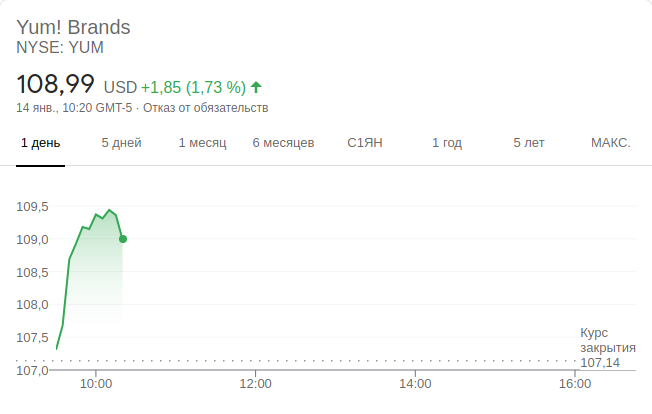 Yum! Brands
NYSE: YUM
108,99 USD +1,85 (1,73 %)
14 янв., 10:20 GMT-5 · Отказ от обязательств
1 день 5 дней 1 месяц 6 месяцев С1ЯН 1 год 5 лет МАКС.
109,5
109,0
108,5
108,0
107,5
107,0
Курс
закрытия
107,14
10:00 12:00 14:00 16:00